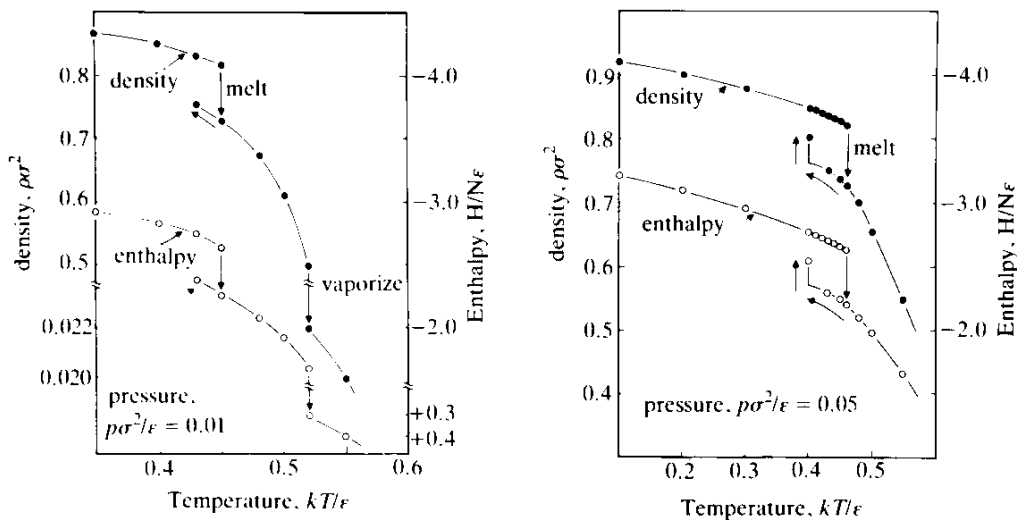 0.8
0.7
0.6
0.5
0.022
0.020
density, ρσ²
density
melt
enthalpy
vaporize
pressure,
pσ²/ε = 0.01
−4.0
−3.0
−2.0
+0.3
+0.4
Enthalpy, H/Nε
0.4 0.5 0.6
Temperature, kT/ε
0.9
0.8
0.7
0.6
0.5
0.4
density, ρσ²
density
melt
enthalpy
pressure, pσ²/ε = 0.05
−4.0
−3.0
−2.0
Enthalpy, H/Nε
0.2 0.3 0.4 0.5
Temperature, kT/ε